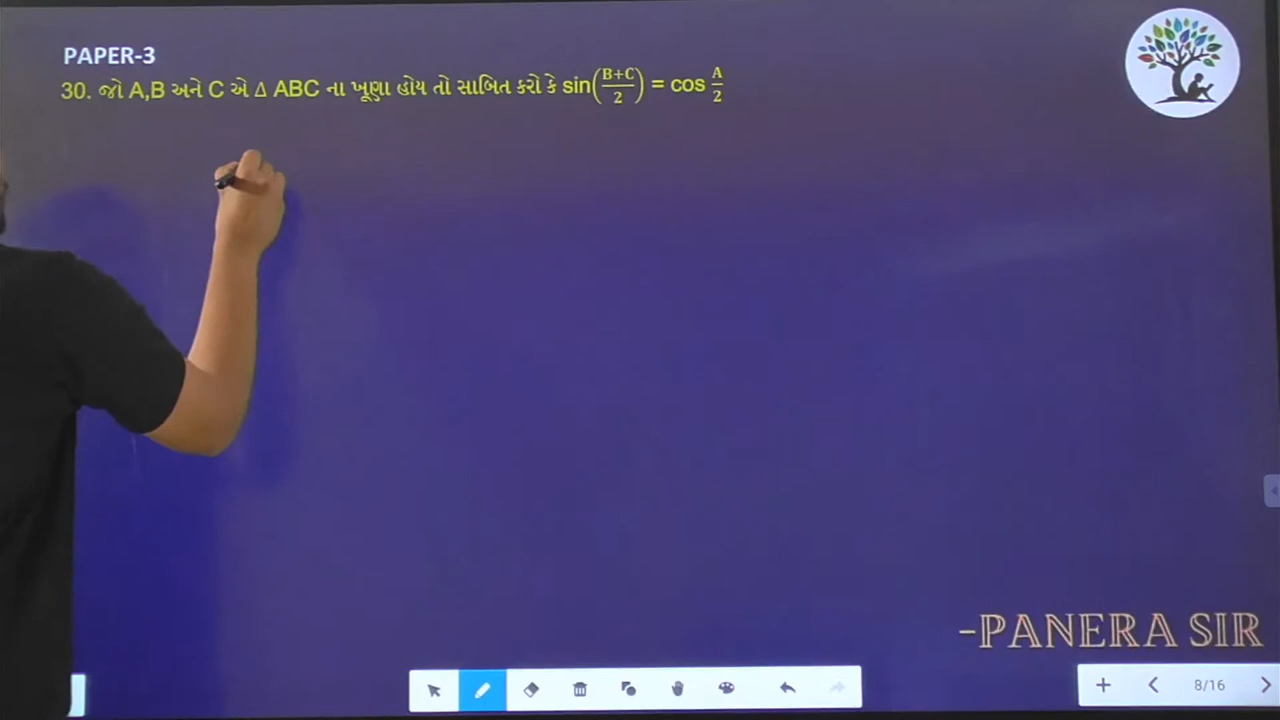 PAPER-3
30. જો A,B અને C એ Δ ABC ના ખૂણા હોય તો સાબિત કરો કે sin(B+C/2) = cos A/2
-PANERA SIR
8/16